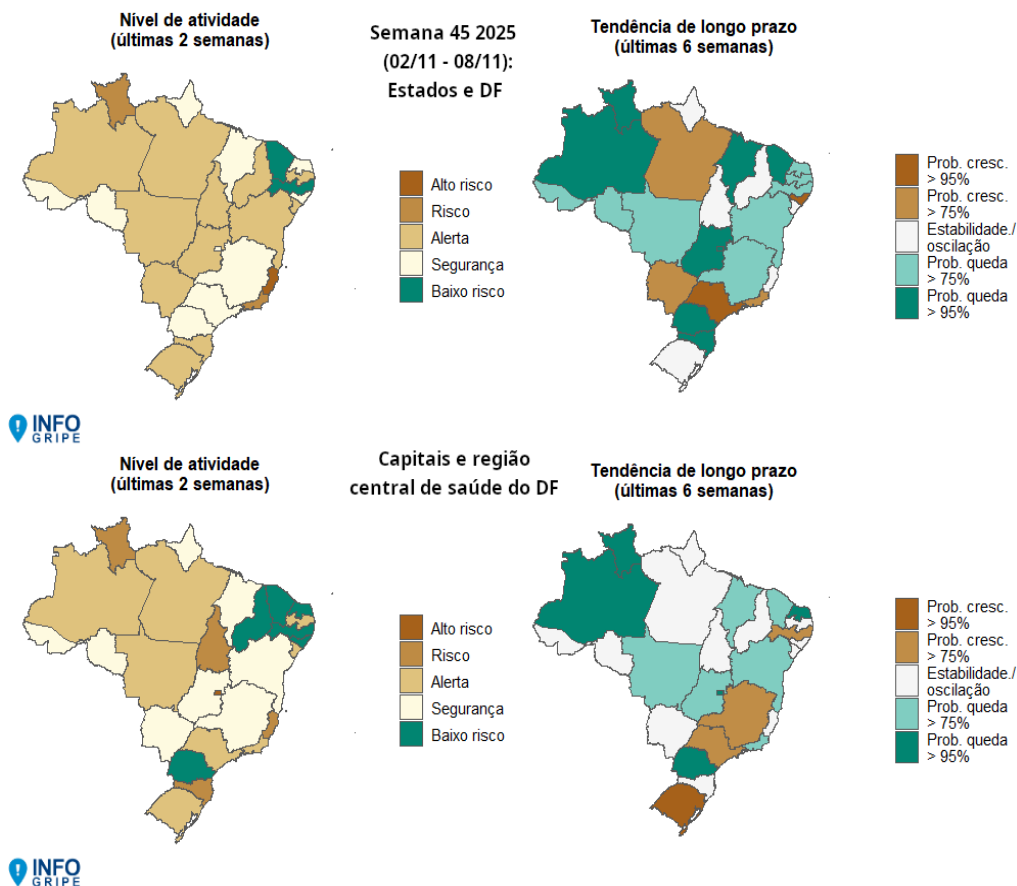 Nível de atividade
(últimas 2 semanas)
Semana 45 2025
(02/11 - 08/11):
Estados e DF
Tendência de longo prazo
(últimas 6 semanas)
Alto risco
Risco
Alerta
Segurança
Baixo risco
Prob. cresc.
> 95%
Prob. cresc.
> 75%
Estabilidade./
oscilação
Prob. queda
> 75%
Prob. queda
> 95%
INFO
GRIPE
Nível de atividade
(últimas 2 semanas)
Capitais e região
central de saúde do DF
Tendência de longo prazo
(últimas 6 semanas)
Alto risco
Risco
Alerta
Segurança
Baixo risco
Prob. cresc.
> 95%
Prob. cresc.
> 75%
Estabilidade./
oscilação
Prob. queda
> 75%
Prob. queda
> 95%
INFO
GRIPE